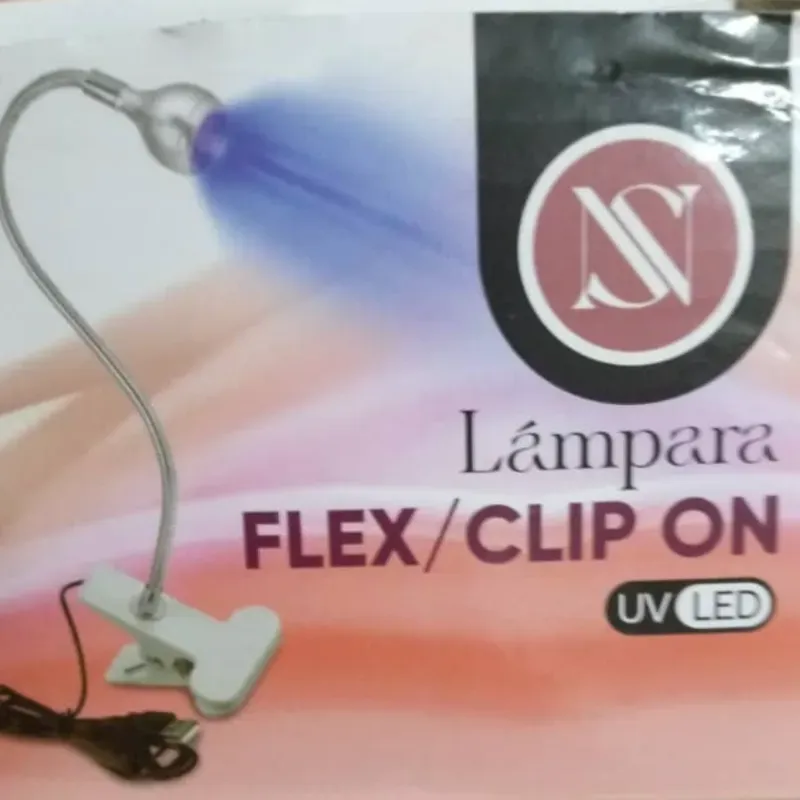 NS
Lámpara
FLEX/CLIP ON
UV LED